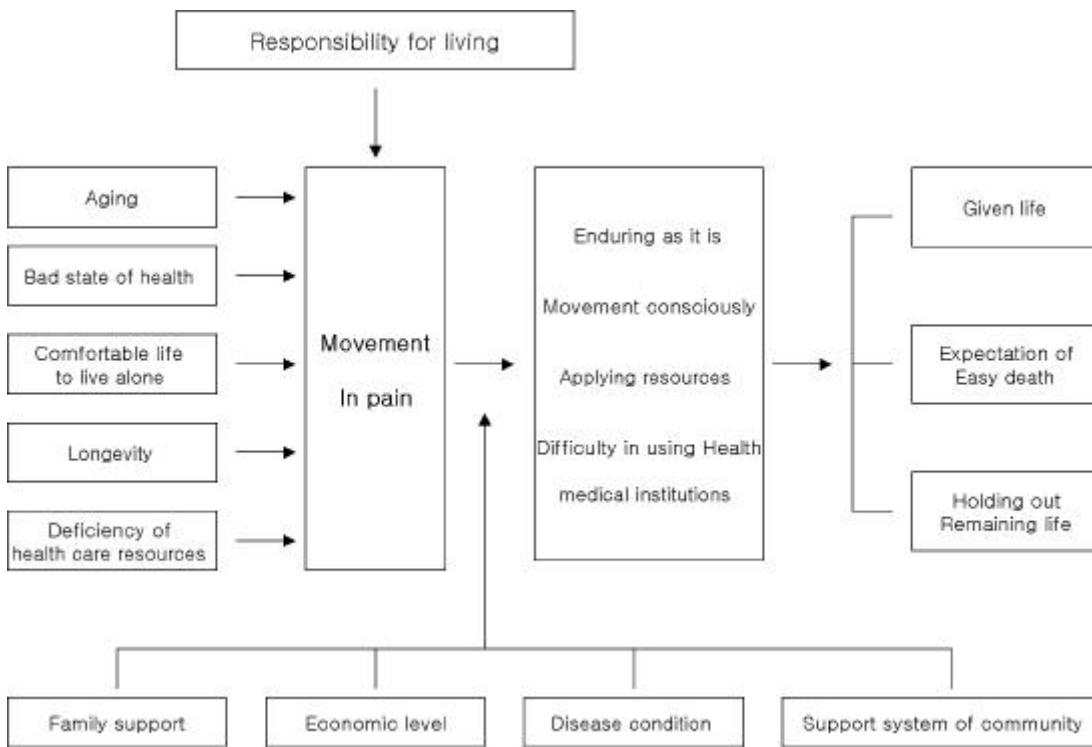 Responsibility for living
Aging
Bad state of health
Comfortable life
to live alone
Longevity
Deficiency of
health care resources
Movement
In pain
Enduring as it is
Movement consciously
Applying resources
Difficulty in using Health
medical institutions
Given life
Expectation of
Easy death
Holding out
Remaining life
Family support
Economic level
Disease condition
Support system of community